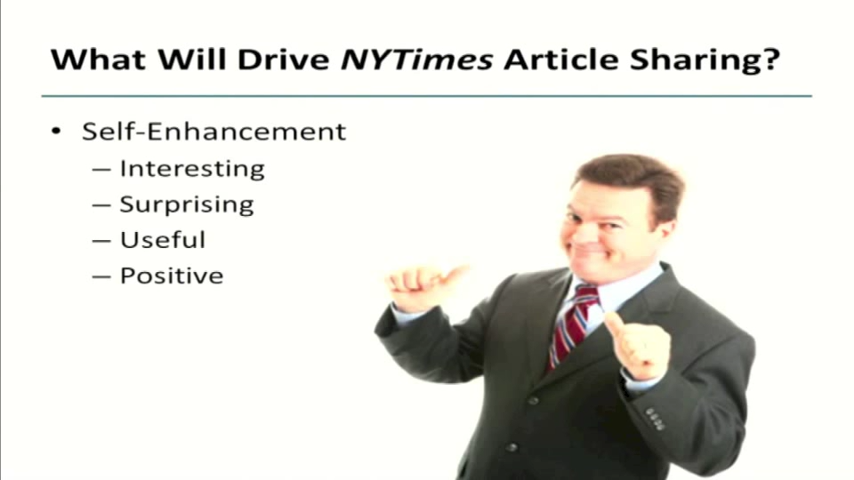 What Will Drive NYTimes Article Sharing?
• Self-Enhancement
– Interesting
– Surprising
– Useful
– Positive